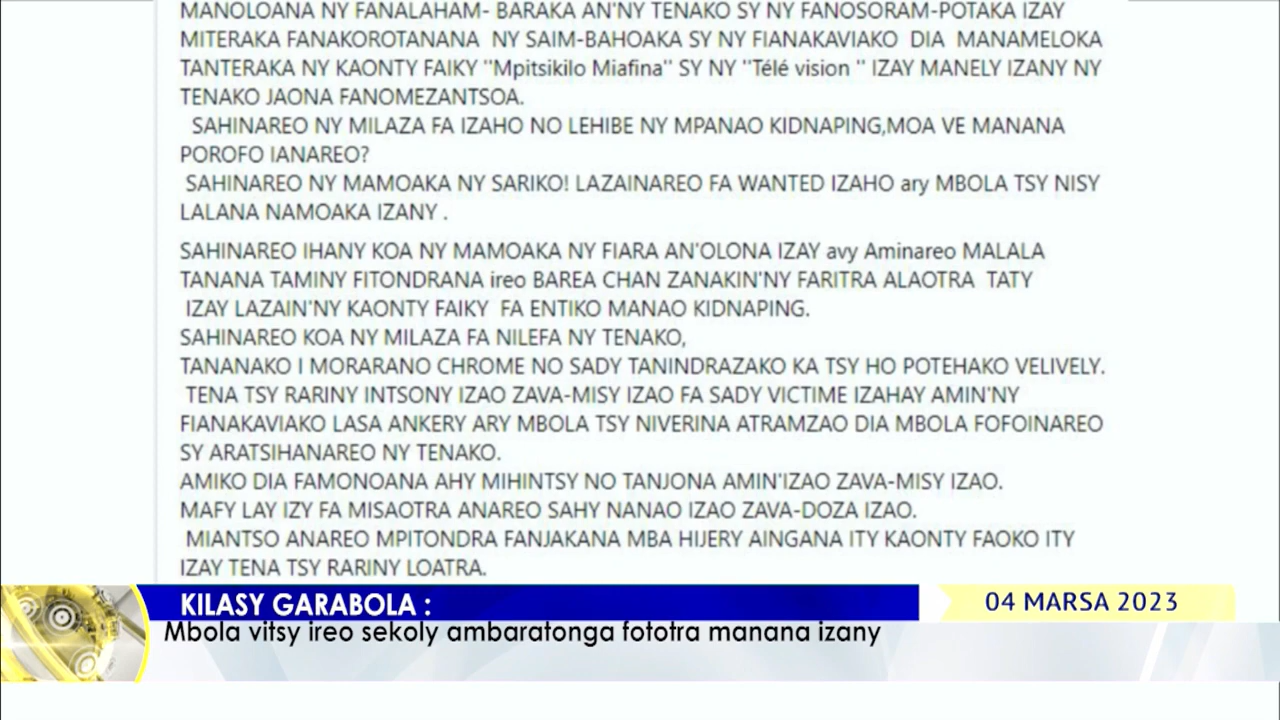 MANOLOANA NY FANALAHAM- BARAKA AN'NY TENAKO SY NY FANOSORAM-POTAKA IZAY
MITERAKA FANAKOROTANANA NY SAIM-BAHOAKA SY NY FIANAKAVIAKO DIA MANAMELOKA
TANTERAKA NY KAONTY FAIKY ''Mpitsikilo Miafina'' SY NY ''Télé vision '' IZAY MANELY IZANY NY
TENAKO JAONA FANOMEZANTSOA.
SAHINAREO NY MILAZA FA IZAHO NO LEHIBE NY MPANAO KIDNAPING,MOA VE MANANA
POROFO IANAREO?
SAHINAREO NY MAMOAKA NY SARIKO! LAZAINAREO FA WANTED IZAHO ary MBOLA TSY NISY
LALANA NAMOAKA IZANY .
SAHINAREO IHANY KOA NY MAMOAKA NY FIARA AN'OLONA IZAY avy Aminareo MALALA
TANANA TAMINY FITONDRANA ireo BAREA CHAN ZANAKIN'NY FARITRA ALAOTRA TATY
IZAY LAZAIN'NY KAONTY FAIKY FA ENTIKO MANAO KIDNAPING.
SAHINAREO KOA NY MILAZA FA NILEFA NY TENAKO,
TANANAKO I MORARANO CHROME NO SADY TANINDRAZAKO KA TSY HO POTEHAKO VELIVELY.
TENA TSY RARINY INTSONY IZAO ZAVA-MISY IZAO FA SADY VICTIME IZAHAY AMIN'NY
FIANAKAVIAKO LASA ANKERY ARY MBOLA TSY NIVERINA ATRAMZAO DIA MBOLA FOFOINAREO
SY ARATSIHANAREO NY TENAKO.
AMIKO DIA FAMONOANA AHY MIHINTSY NO TANJONA AMIN'IZAO ZAVA-MISY IZAO.
MAFY LAY IZY FA MISAOTRA ANAREO SAHY NANAO IZAO ZAVA-DOZA IZAO.
MIANTSO ANAREO MPITONDRA FANJAKANA MBA HIJERY AINGANA ITY KAONTY FAOKO ITY
IZAY TENA TSY RARINY LOATRA.
KILASY GARABOLA :
04 MARSA 2023
Mbola vitsy ireo sekoly ambaratonga fototra manana izany